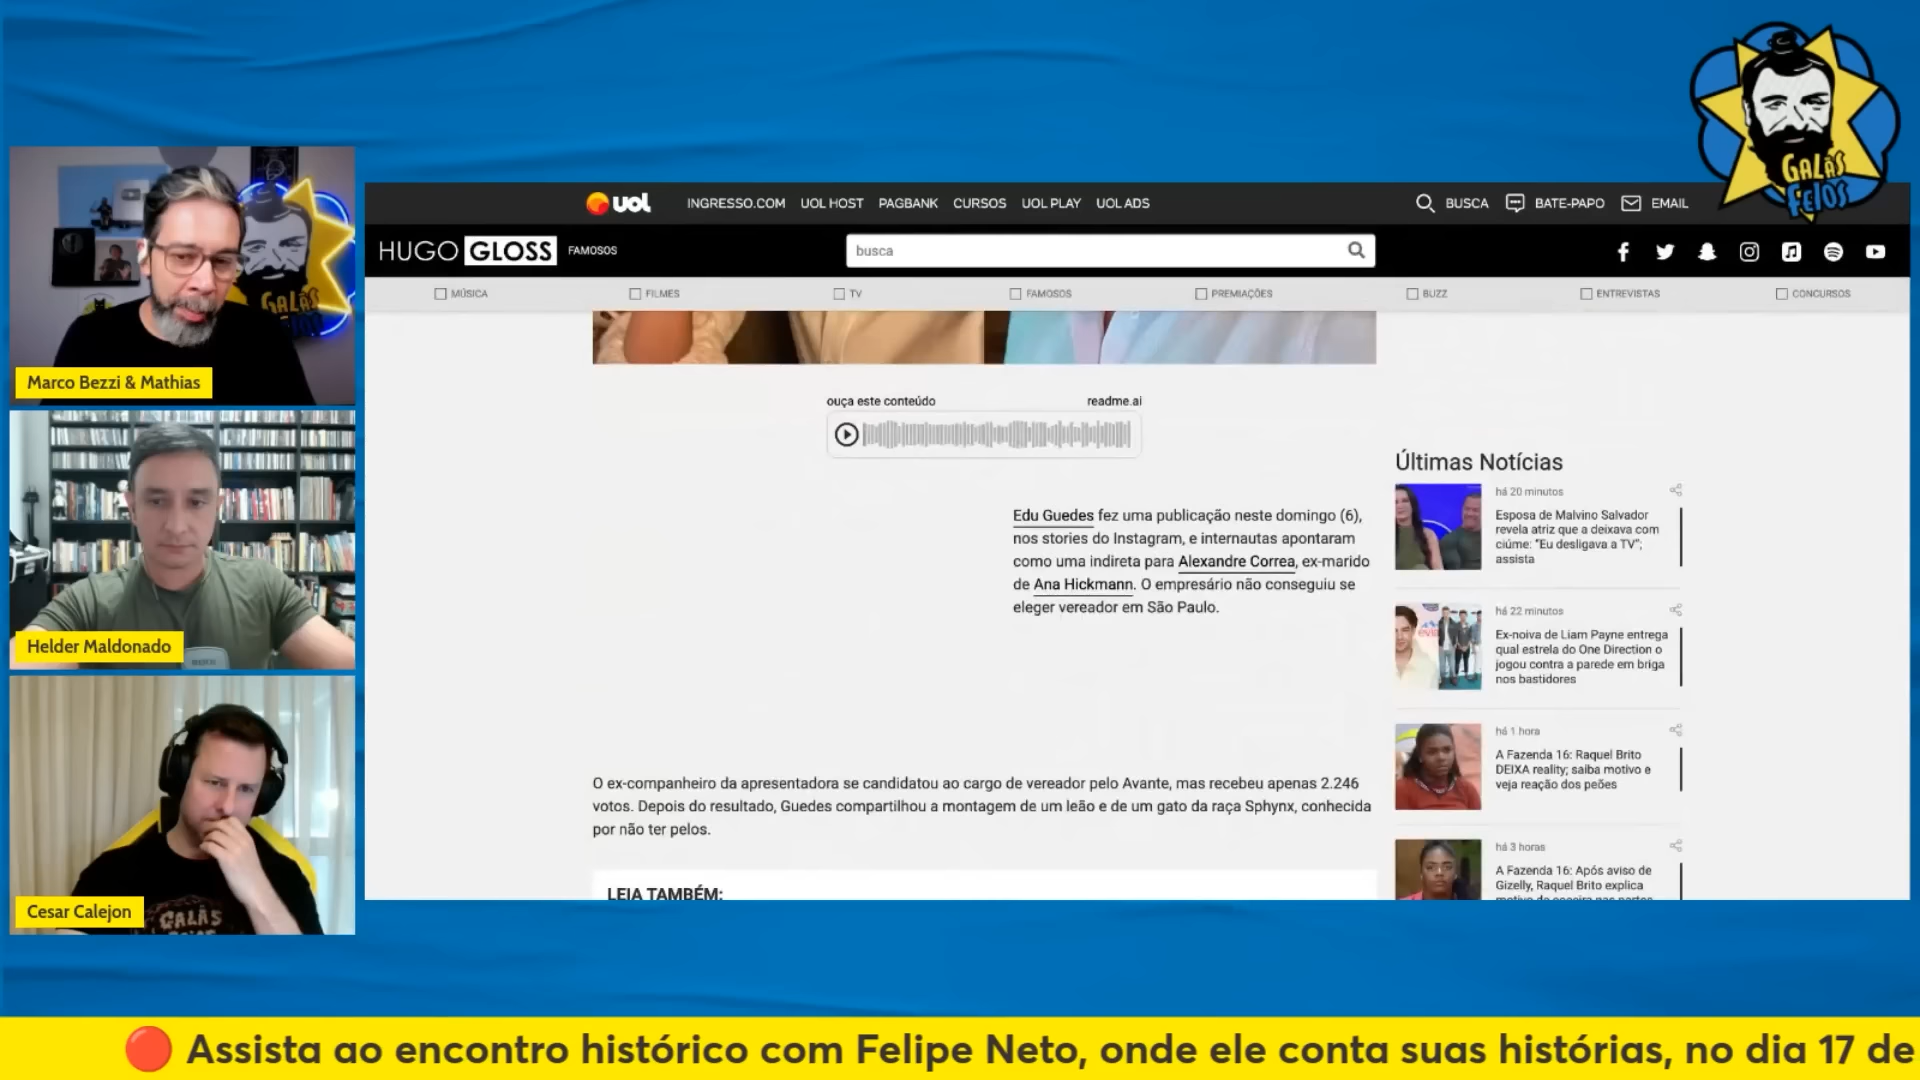 GALÃS
FEIOS
GALÃS
FEIOS
Marco Bezzi & Mathias
Helder Maldonado
GALÃS
Cesar Calejon
UOL
INGRESSO.COM UOL HOST PAGBANK CURSOS UOL PLAY UOL ADS
BUSCA BATE-PAPO EMAIL
HUGO GLOSS FAMOSOS
busca
MÚSICA FILMES TV FAMOSOS PREMIAÇÕES BUZZ ENTREVISTAS CONCURSOS
ouça este conteúdo readme.ai
Edu Guedes fez uma publicação neste domingo (6),
nos stories do Instagram, e internautas apontaram
como uma indireta para Alexandre Correa, ex-marido
de Ana Hickmann. O empresário não conseguiu se
eleger vereador em São Paulo.
O ex-companheiro da apresentadora se candidatou ao cargo de vereador pelo Avante, mas recebeu apenas 2.246
votos. Depois do resultado, Guedes compartilhou a montagem de um leão e de um gato da raça Sphynx, conhecida
por não ter pelos.
LEIA TAMBÉM:
Últimas Notícias
há 20 minutos
Esposa de Malvino Salvador
revela atriz que a deixava com
ciúme: "Eu desligava a TV";
assista
há 22 minutos
Ex-noiva de Liam Payne entrega
qual estrela do One Direction o
jogou contra a parede em briga
nos bastidores
há 1 hora
A Fazenda 16: Raquel Brito
DEIXA reality; saiba motivo e
veja reação dos peões
há 3 horas
A Fazenda 16: Após aviso de
Gizelly, Raquel Brito explica
Assista ao encontro histórico com Felipe Neto, onde ele conta suas histórias, no dia 17 de